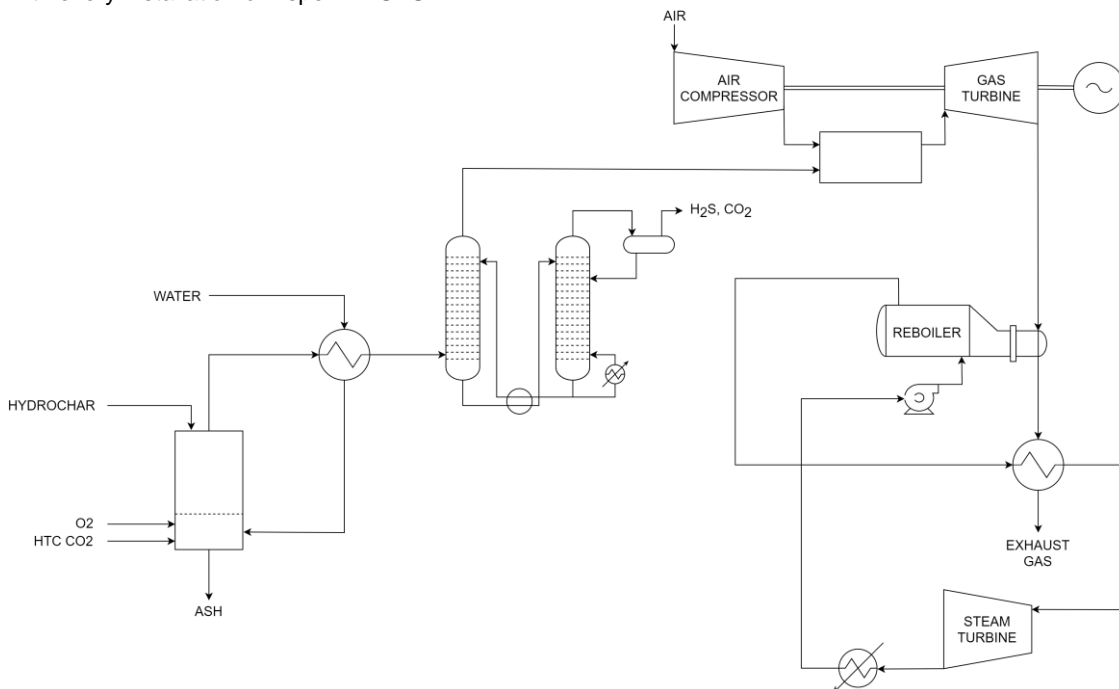 AIR
AIR
COMPRESSOR
GAS
TURBINE
H2S, CO2
WATER
REBOILER
HYDROCHAR
O2
HTC CO2
EXHAUST
GAS
ASH
STEAM
TURBINE